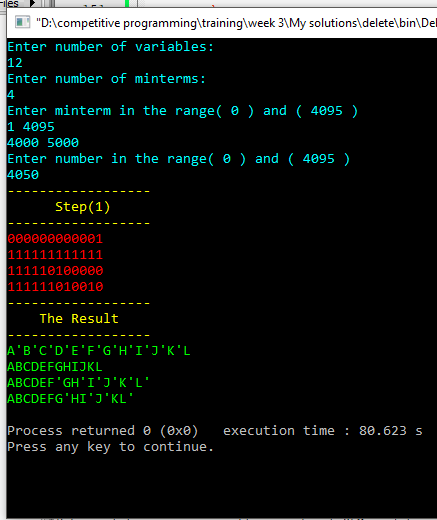 Files
"D:\competitive programming\training\week 3\My solutions\delete\bin\De
Enter number of variables:
12
Enter number of minterms:
4
Enter minterm in the range( 0 ) and ( 4095 )
1 4095
4000 5000
Enter number in the range( 0 ) and ( 4095 )
4050
------------------
Step(1)
------------------
000000000001
111111111111
111110100000
111111010010
------------------
The Result
------------------
A'B'C'D'E'F'G'H'I'J'K'L
ABCDEFGHIJKL
ABCDEF'GH'I'J'K'L'
ABCDEFG'HI'J'KL'
Process returned 0 (0x0)   execution time : 80.623 s
Press any key to continue.